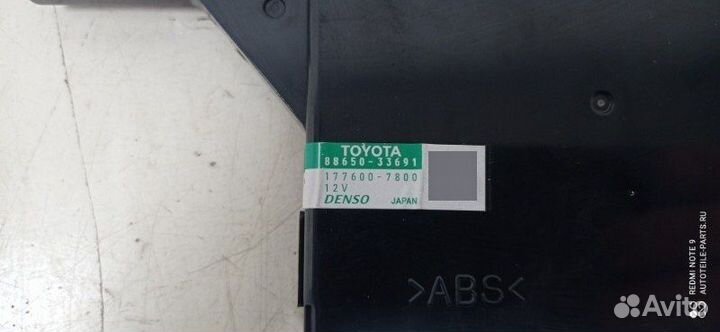 TOYOTA
88650-33691
177600-7800
12V
DENSO JAPAN
>ABS<
REDMI NOTE 9
AUTOTEILE-PARTS.RU
Avito